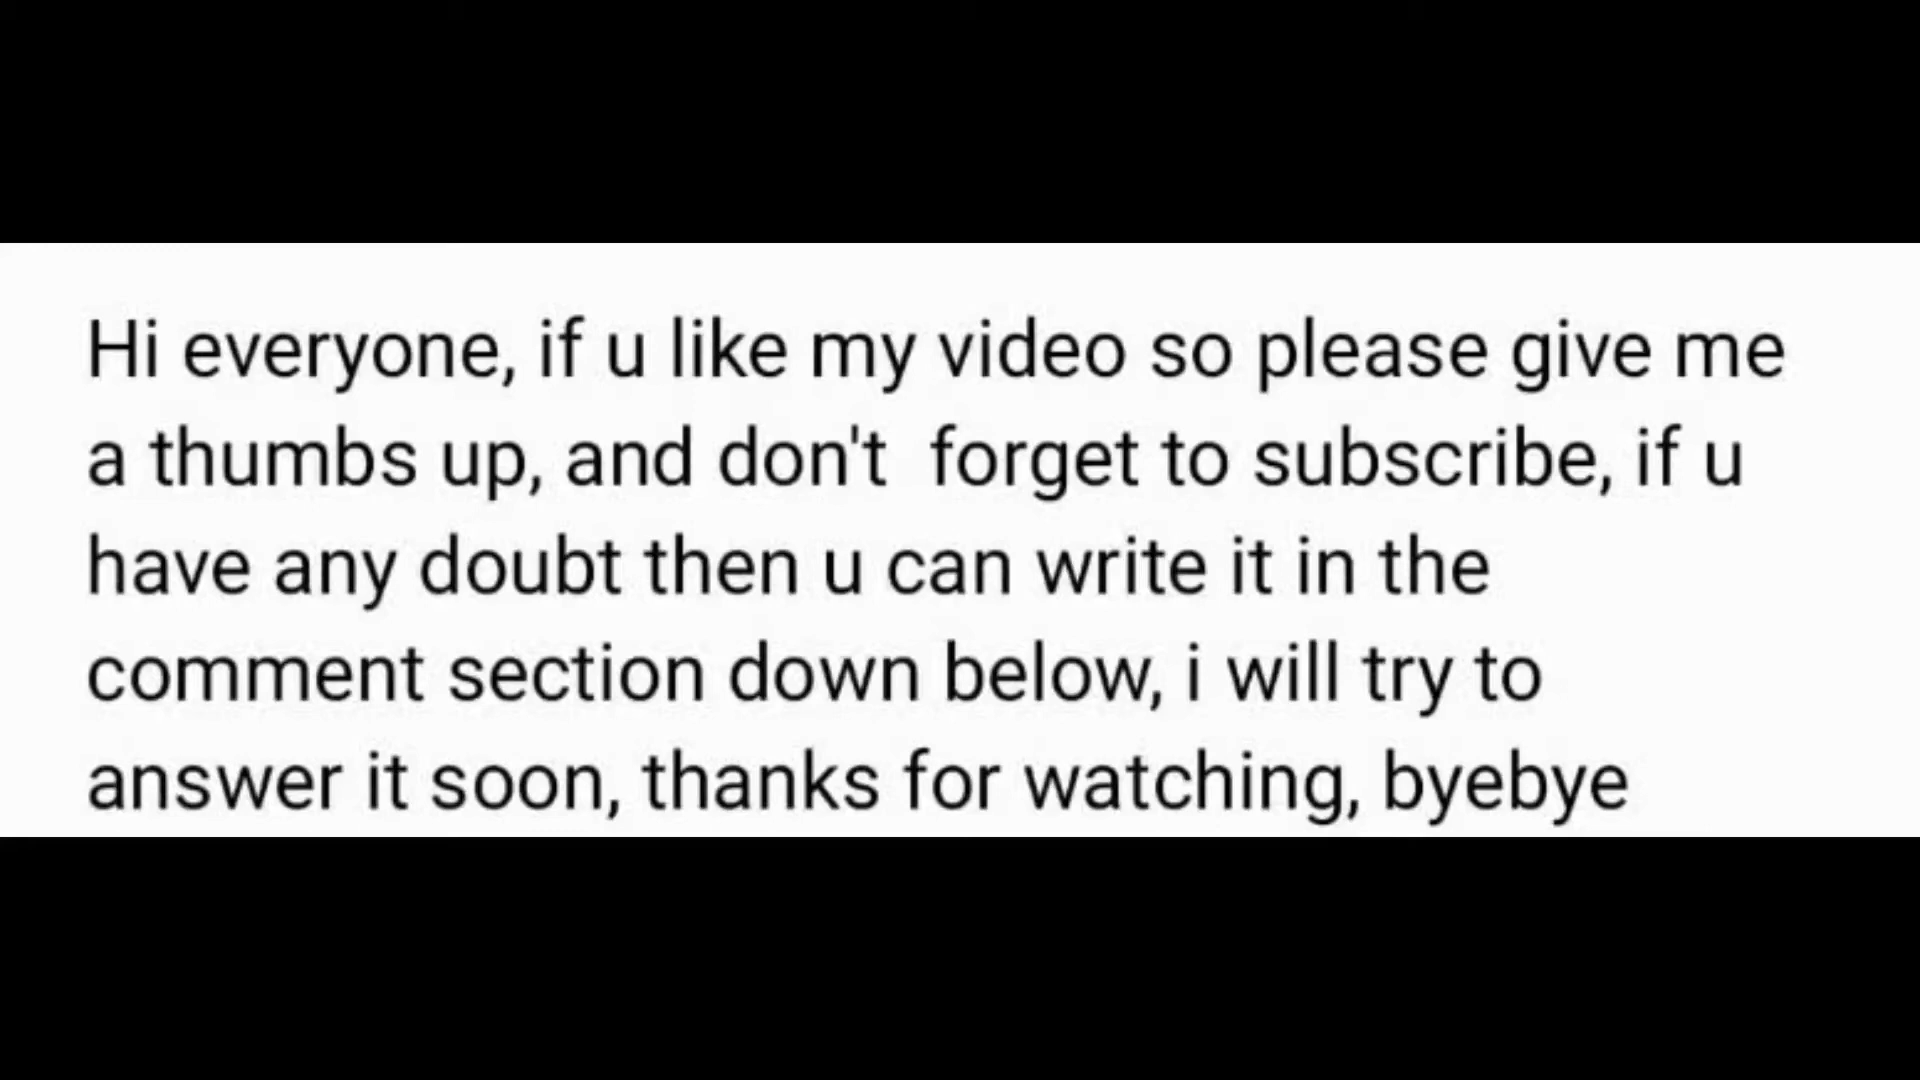 Hi everyone, if u like my video so please give me
a thumbs up, and don't  forget to subscribe, if u
have any doubt then u can write it in the
comment section down below, i will try to
answer it soon, thanks for watching, byebye